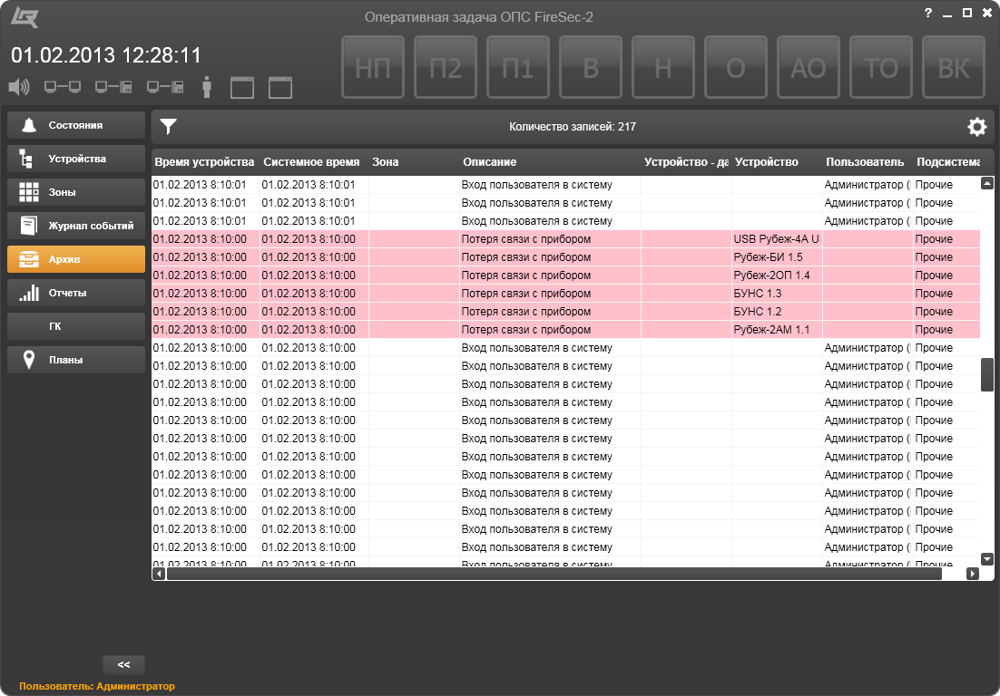 Оперативная задача ОПС FireSec-2
?
01.02.2013 12:28:11
НП П2 П1 В Н О АО ТО ВК
Состояния
Устройства
Зоны
Журнал событий
Архив
Отчеты
ГК
Планы
Количество записей: 217
Время устройства Системное время Зона Описание Устройство - да Устройство Пользователь Подсистема
01.02.2013 8:10:01 01.02.2013 8:10:01 Вход пользователя в систему Администратор ( Прочие
01.02.2013 8:10:01 01.02.2013 8:10:01 Вход пользователя в систему Администратор ( Прочие
01.02.2013 8:10:01 01.02.2013 8:10:01 Вход пользователя в систему Администратор ( Прочие
01.02.2013 8:10:00 01.02.2013 8:10:00 Потеря связи с прибором USB Рубеж-4А U Прочие
01.02.2013 8:10:00 01.02.2013 8:10:00 Потеря связи с прибором Рубеж-БИ 1.5 Прочие
01.02.2013 8:10:00 01.02.2013 8:10:00 Потеря связи с прибором Рубеж-2ОП 1.4 Прочие
01.02.2013 8:10:00 01.02.2013 8:10:00 Потеря связи с прибором БУНС 1.3 Прочие
01.02.2013 8:10:00 01.02.2013 8:10:00 Потеря связи с прибором БУНС 1.2 Прочие
01.02.2013 8:10:00 01.02.2013 8:10:00 Потеря связи с прибором Рубеж-2АМ 1.1 Прочие
01.02.2013 8:10:00 01.02.2013 8:10:00 Вход пользователя в систему Администратор ( Прочие
01.02.2013 8:10:00 01.02.2013 8:10:00 Вход пользователя в систему Администратор ( Прочие
01.02.2013 8:10:00 01.02.2013 8:10:00 Вход пользователя в систему Администратор ( Прочие
01.02.2013 8:10:00 01.02.2013 8:10:00 Вход пользователя в систему Администратор ( Прочие
01.02.2013 8:10:00 01.02.2013 8:10:00 Вход пользователя в систему Администратор ( Прочие
01.02.2013 8:10:00 01.02.2013 8:10:00 Вход пользователя в систему Администратор ( Прочие
01.02.2013 8:10:00 01.02.2013 8:10:00 Вход пользователя в систему Администратор ( Прочие
01.02.2013 8:10:00 01.02.2013 8:10:00 Вход пользователя в систему Администратор ( Прочие
01.02.2013 8:10:00 01.02.2013 8:10:00 Вход пользователя в систему Администратор ( Прочие
01.02.2013 8:10:00 01.02.2013 8:10:00 Вход пользователя в систему Администратор ( Прочие
01.02.2013 8:10:00 01.02.2013 8:10:00 Вход пользователя в систему Администратор ( Прочие
01.02.2013 8:10:00 01.02.2013 8:10:00 Вход пользователя в систему Администратор ( Прочие
01.02.2013 8:10:00 01.02.2013 8:10:00 Вход пользователя в систему Администратор ( Прочие
<<
Пользователь: Администратор